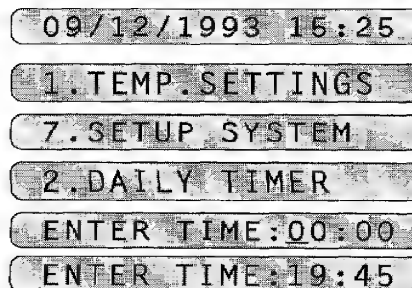 09/12/1993 15:25
1.TEMP.SETTINGS
7.SETUP SYSTEM
2.DAILY TIMER
ENTER TIME:00:00
ENTER TIME:19:45